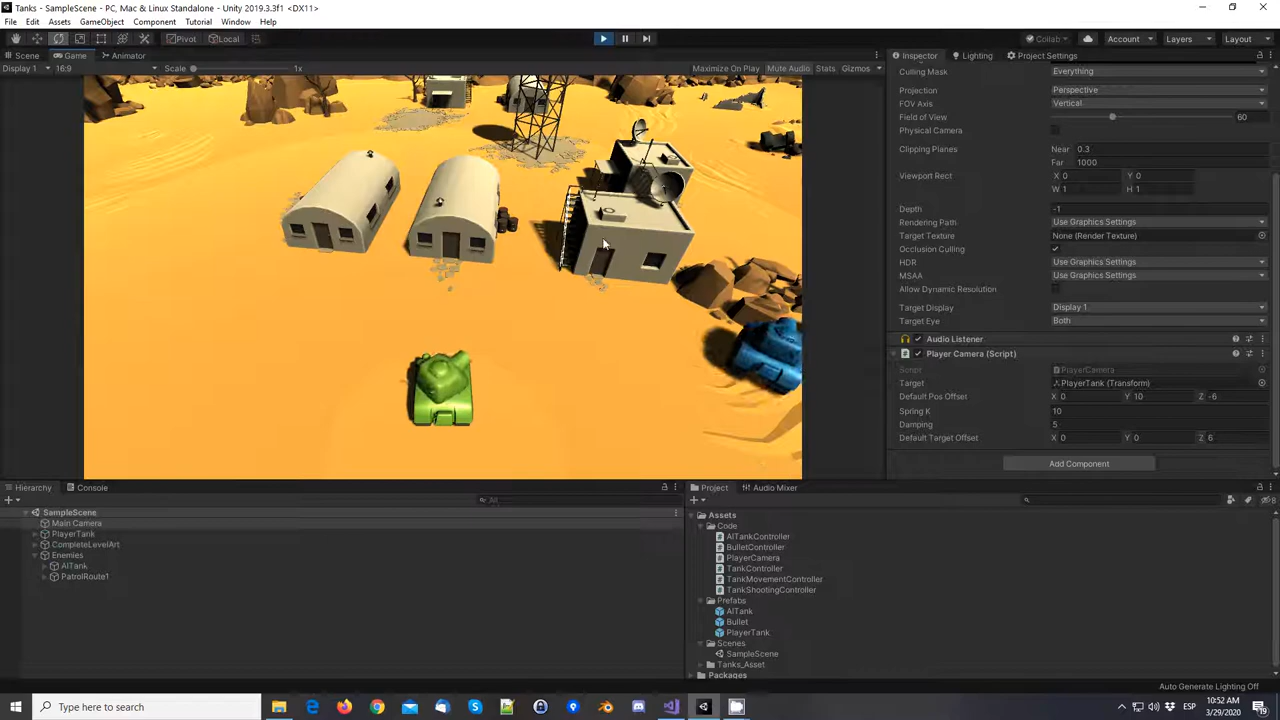 Tanks - SampleScene - PC, Mac & Linux Standalone - Unity 2019.3.3f1 <DX11>
File Edit Assets GameObject Component Tutorial Window Help
Pivot Local
Collab Account Layers Layout
Scene Game Animator
Inspector Lighting Project Settings
Display 1 16:9 Scale 1x Maximize On Play Mute Audio Stats Gizmos
Culling Mask Everything
Projection Perspective
FOV Axis Vertical
Field of View 60
Physical Camera
Clipping Planes Near 0.3
Far 1000
Viewport Rect X 0 Y 0
W 1 H 1
Depth -1
Rendering Path Use Graphics Settings
Target Texture None (Render Texture)
Occlusion Culling
HDR Use Graphics Settings
MSAA Use Graphics Settings
Allow Dynamic Resolution
Target Display Display 1
Target Eye Both
Audio Listener
Player Camera (Script)
Script PlayerCamera
Target PlayerTank (Transform)
Default Pos Offset X 0 Y 10 Z -6
Spring K 10
Damping 5
Default Target Offset X 0 Y 0 Z 6
Add Component
Hierarchy Console
All
SampleScene
Main Camera
PlayerTank
CompleteLevelArt
Enemies
AITank
PatrolRoute1
Project Audio Mixer
8
Assets
Code
AITankController
BulletController
PlayerCamera
TankController
TankMovementController
TankShootingController
Prefabs
AITank
Bullet
PlayerTank
Scenes
SampleScene
Tanks_Asset
Packages
Auto Generate Lighting Off
Type here to search
ESP
10:52 AM
3/29/2020